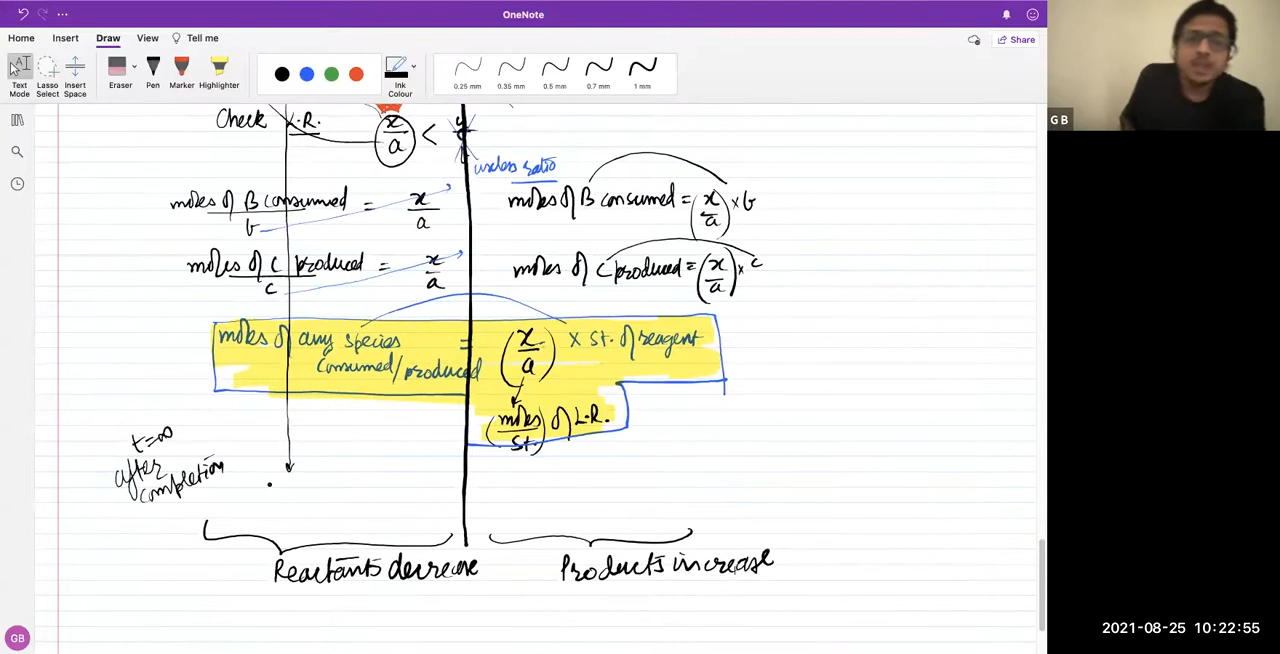 OneNote
Home Insert Draw View Tell me
Share
Text Mode
Lasso Select
Insert Space
Eraser
Pen
Marker
Highlighter
Ink Colour
0.25 mm 0.35 mm 0.5 mm 0.7 mm 1 mm
GB
Check L.R. x/a <
useless ratio
moles of B consumed / b = x/a
moles of B consumed = (x/a) × b
moles of C produced / c = x/a
moles of C produced = (x/a) × c
moles of any species consumed/produced = (x/a) × St. of reagent
(moles/St.) of L.R.
t=∞
after
completion
Reactants decrease
Products increase
GB
2021-08-25 10:22:55